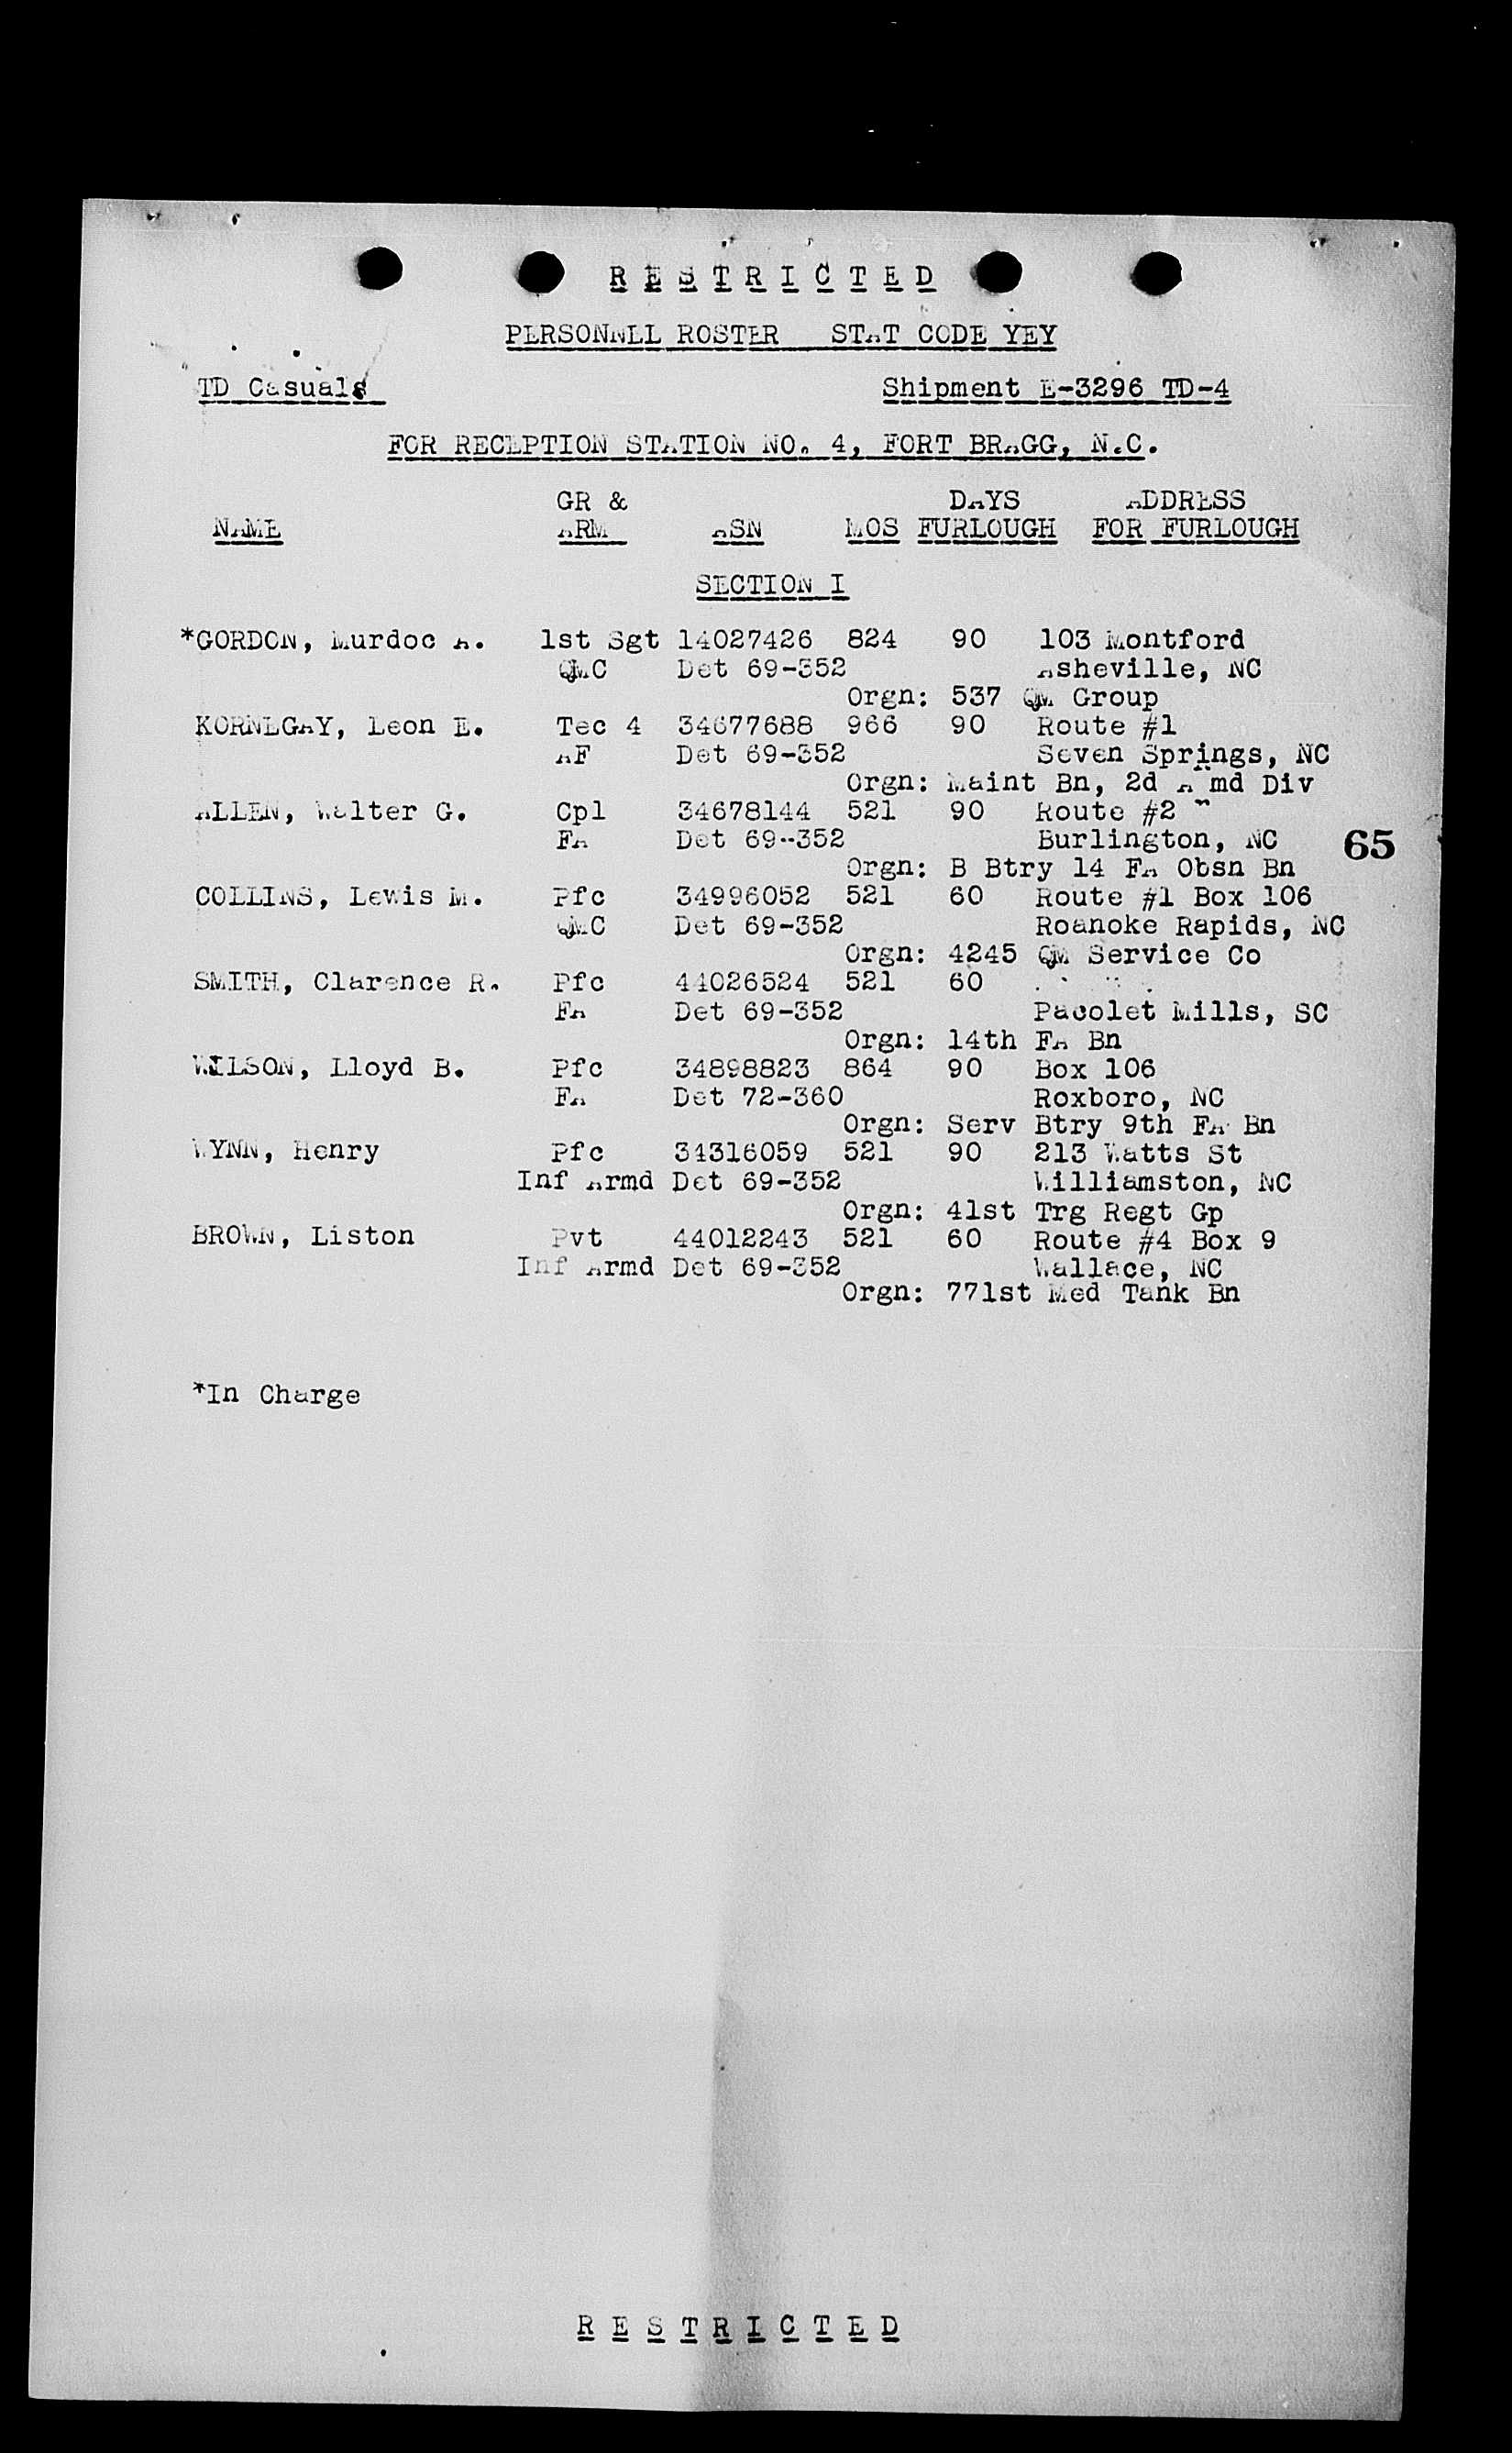 RESTRICTED
PERSONNEL ROSTER STAT CODE YEY
TD Casuals Shipment E-3296 TD-4
FOR RECEPTION STATION NO. 4, FORT BRAGG, N.C.
GR & DAYS ADDRESS
NAME ARM ASN MOS FURLOUGH FOR FURLOUGH
SECTION I
*GORDON, Murdoc A. 1st Sgt 14027426 824 90 103 Montford
QMC Det 69-352 Asheville, NC
Orgn: 537 QM Group
KORNEGAY, Leon E. Tec 4 34677688 966 90 Route #1
AF Det 69-352 Seven Springs, NC
Orgn: Maint Bn, 2d A md Div
ALLEN, Walter G. Cpl 34678144 521 90 Route #2
FA Det 69-352 Burlington, NC
65
Orgn: B Btry 14 FA Obsn Bn
COLLINS, Lewis M. Pfc 34996052 521 60 Route #1 Box 106
QMC Det 69-352 Roanoke Rapids, NC
Orgn: 4245 QM Service Co
SMITH, Clarence R. Pfc 44026524 521 60
FA Det 69-352 Pacolet Mills, SC
Orgn: 14th FA Bn
WILSON, Lloyd B. Pfc 34898823 864 90 Box 106
FA Det 72-360 Roxboro, NC
Orgn: Serv Btry 9th FA Bn
WYNN, Henry Pfc 34316059 521 90 213 Watts St
Inf Armd Det 69-352 Williamston, NC
Orgn: 41st Trg Regt Gp
BROWN, Liston Pvt 44012243 521 60 Route #4 Box 9
Inf Armd Det 69-352 Wallace, NC
Orgn: 771st Med Tank Bn
*In Charge
RESTRICTED